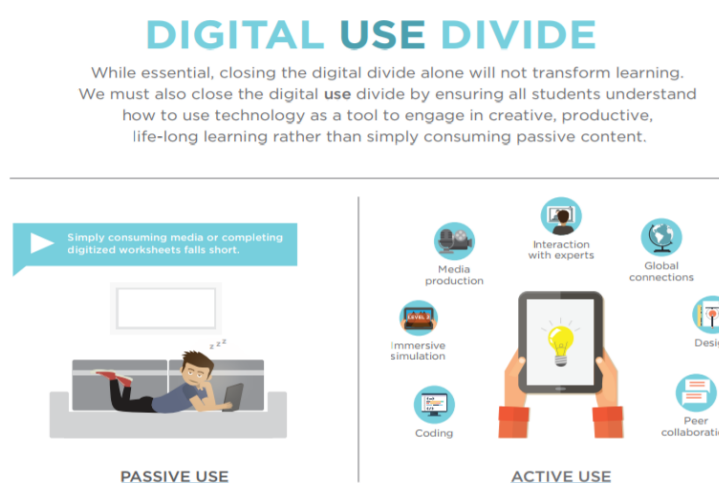 DIGITAL USE DIVIDE
While essential, closing the digital divide alone will not transform learning.
We must also close the digital use divide by ensuring all students understand
how to use technology as a tool to engage in creative, productive,
life-long learning rather than simply consuming passive content.
Simply consuming media or completing
digitized worksheets falls short.
z z z
PASSIVE USE
Media
production
Interaction
with experts
Global
connections
Immersive
simulation
LEVEL
Desig
Coding
Peer
collaborati
ACTIVE USE